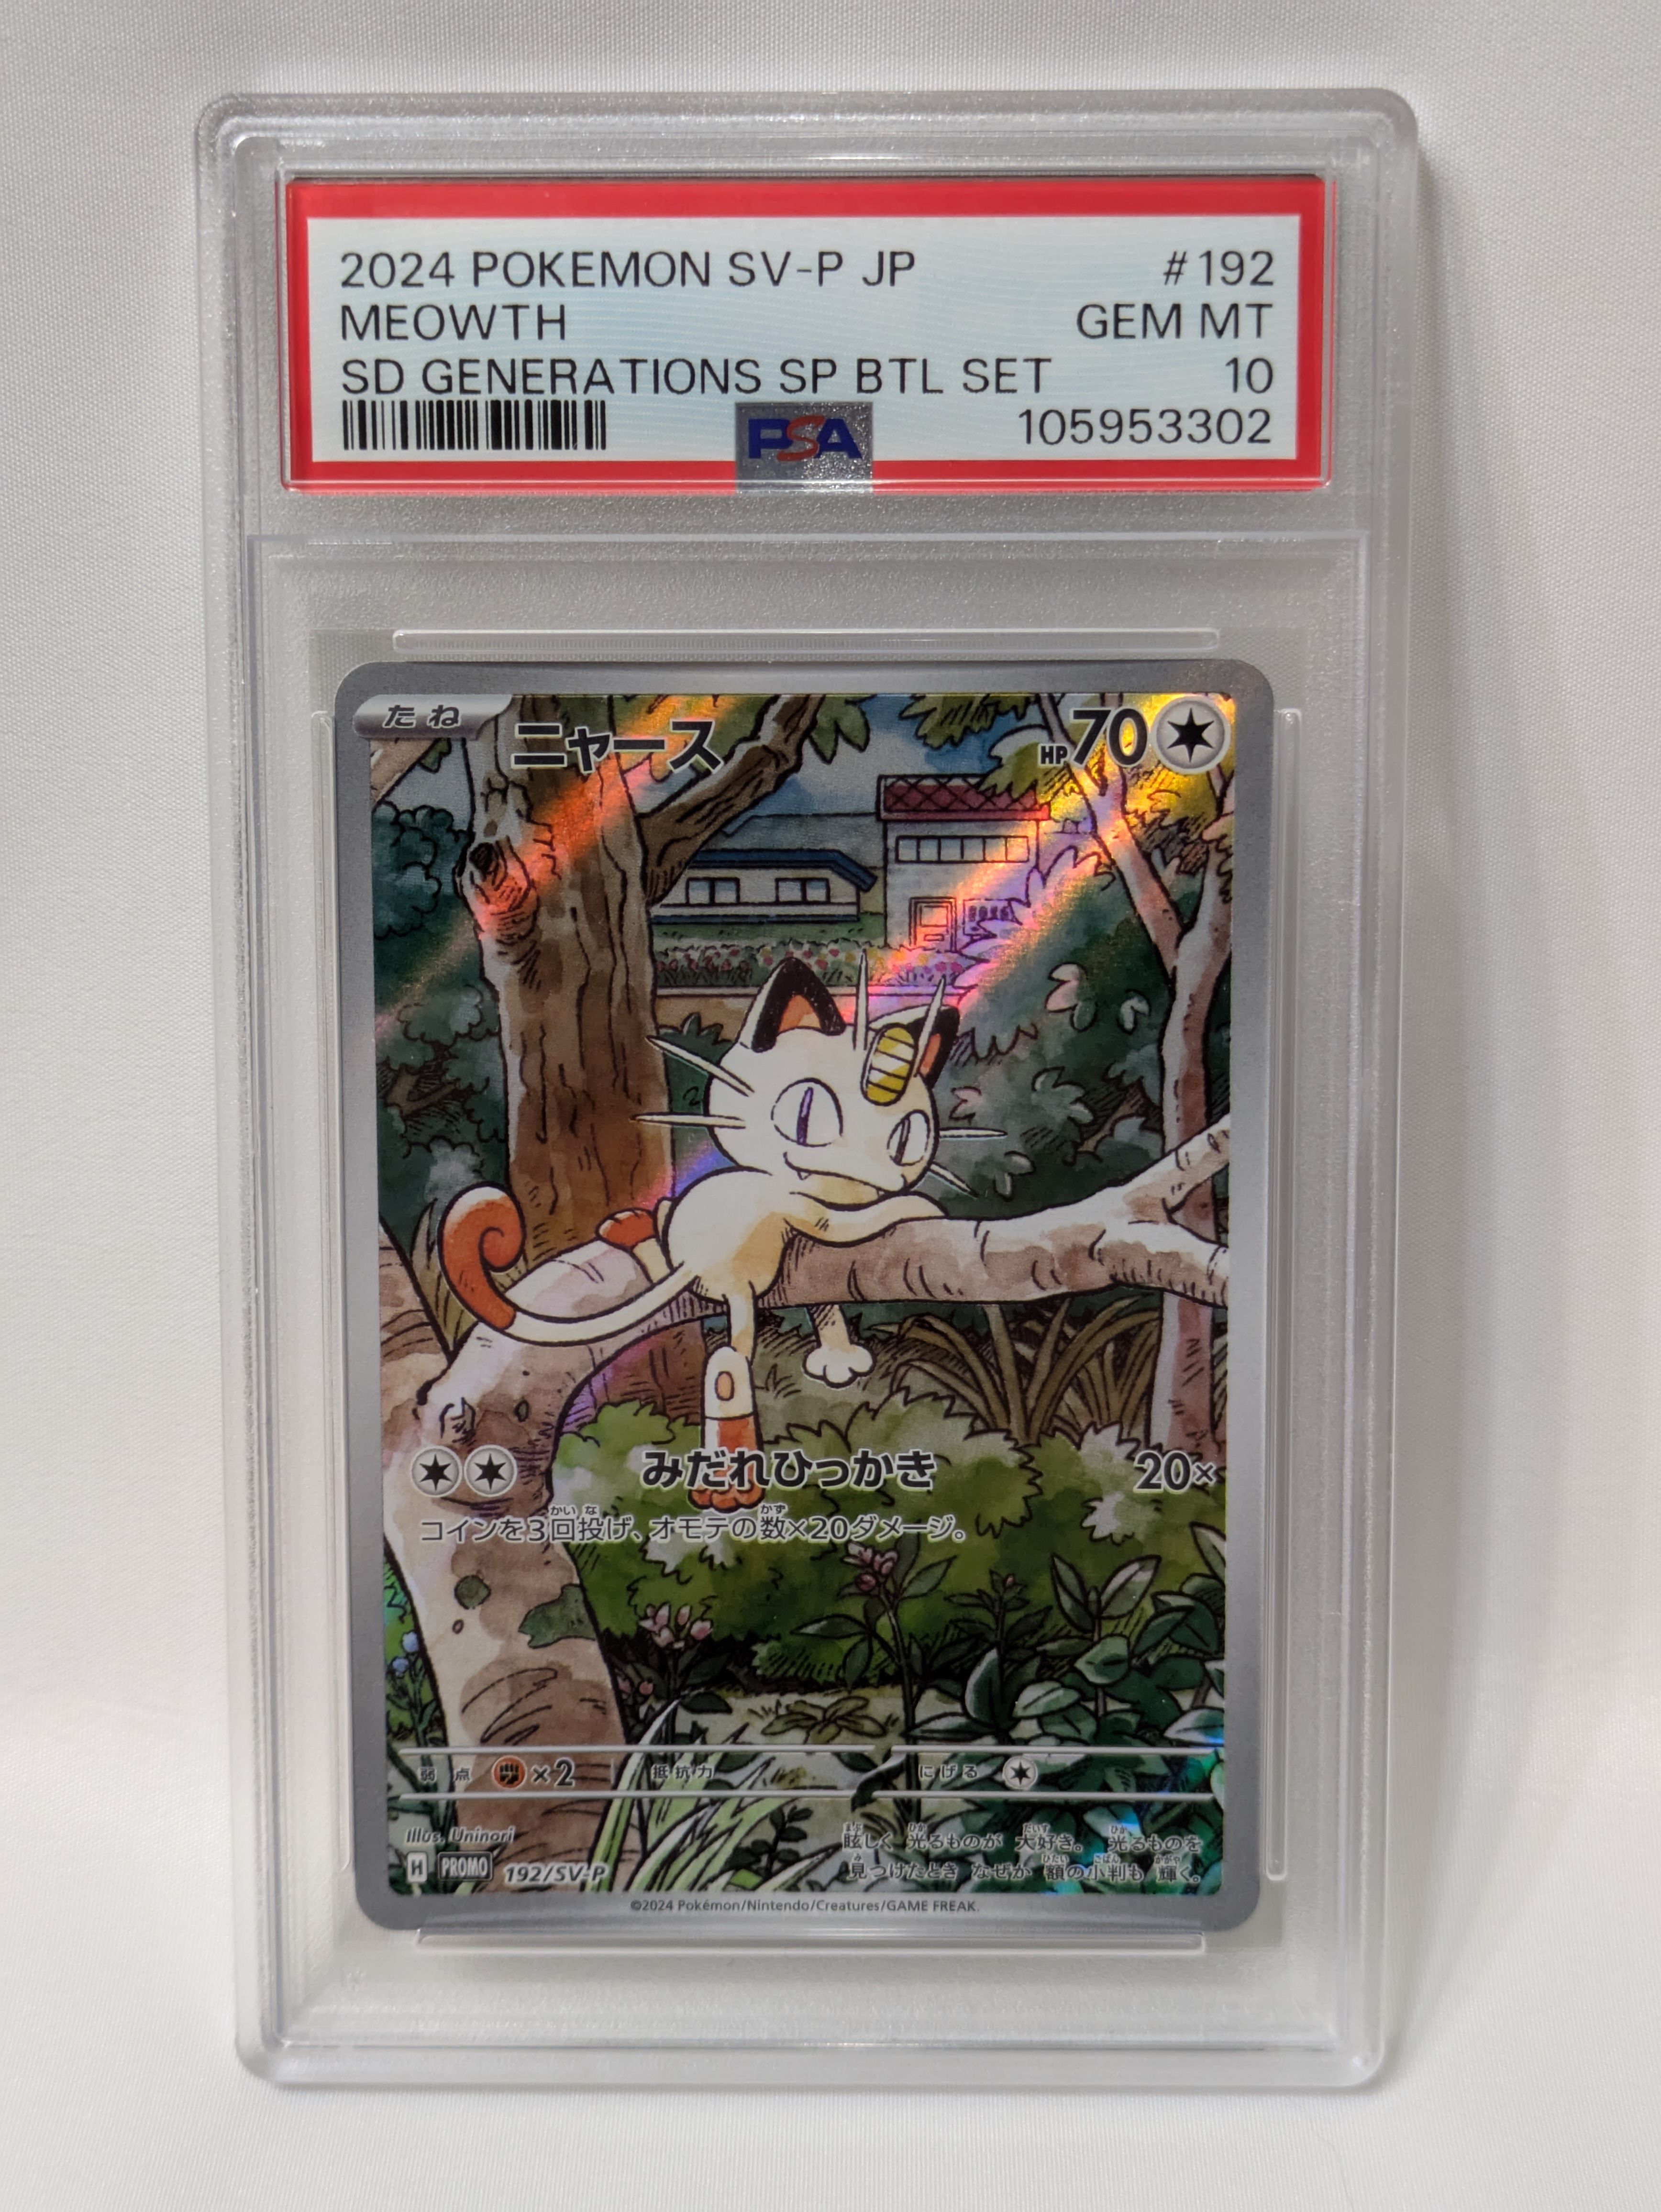 2024 POKEMON SV-P JP #192
MEOWTH GEM MT
SD GENERATIONS SP BTL SET 10
PSA 105953302
たね ニャース HP70
みだれひっかき 20×
コインを3回投げ、オモテの数×20ダメージ。
弱点 ×2 抵抗力 にげる
Illus. Uninori
眩しく 光るものが 大好き。 光るものを
見つけたとき なぜか 額の小判も 輝く。
H PROMO 192/SV-P
©2024 Pokémon/Nintendo/Creatures/GAME FREAK.